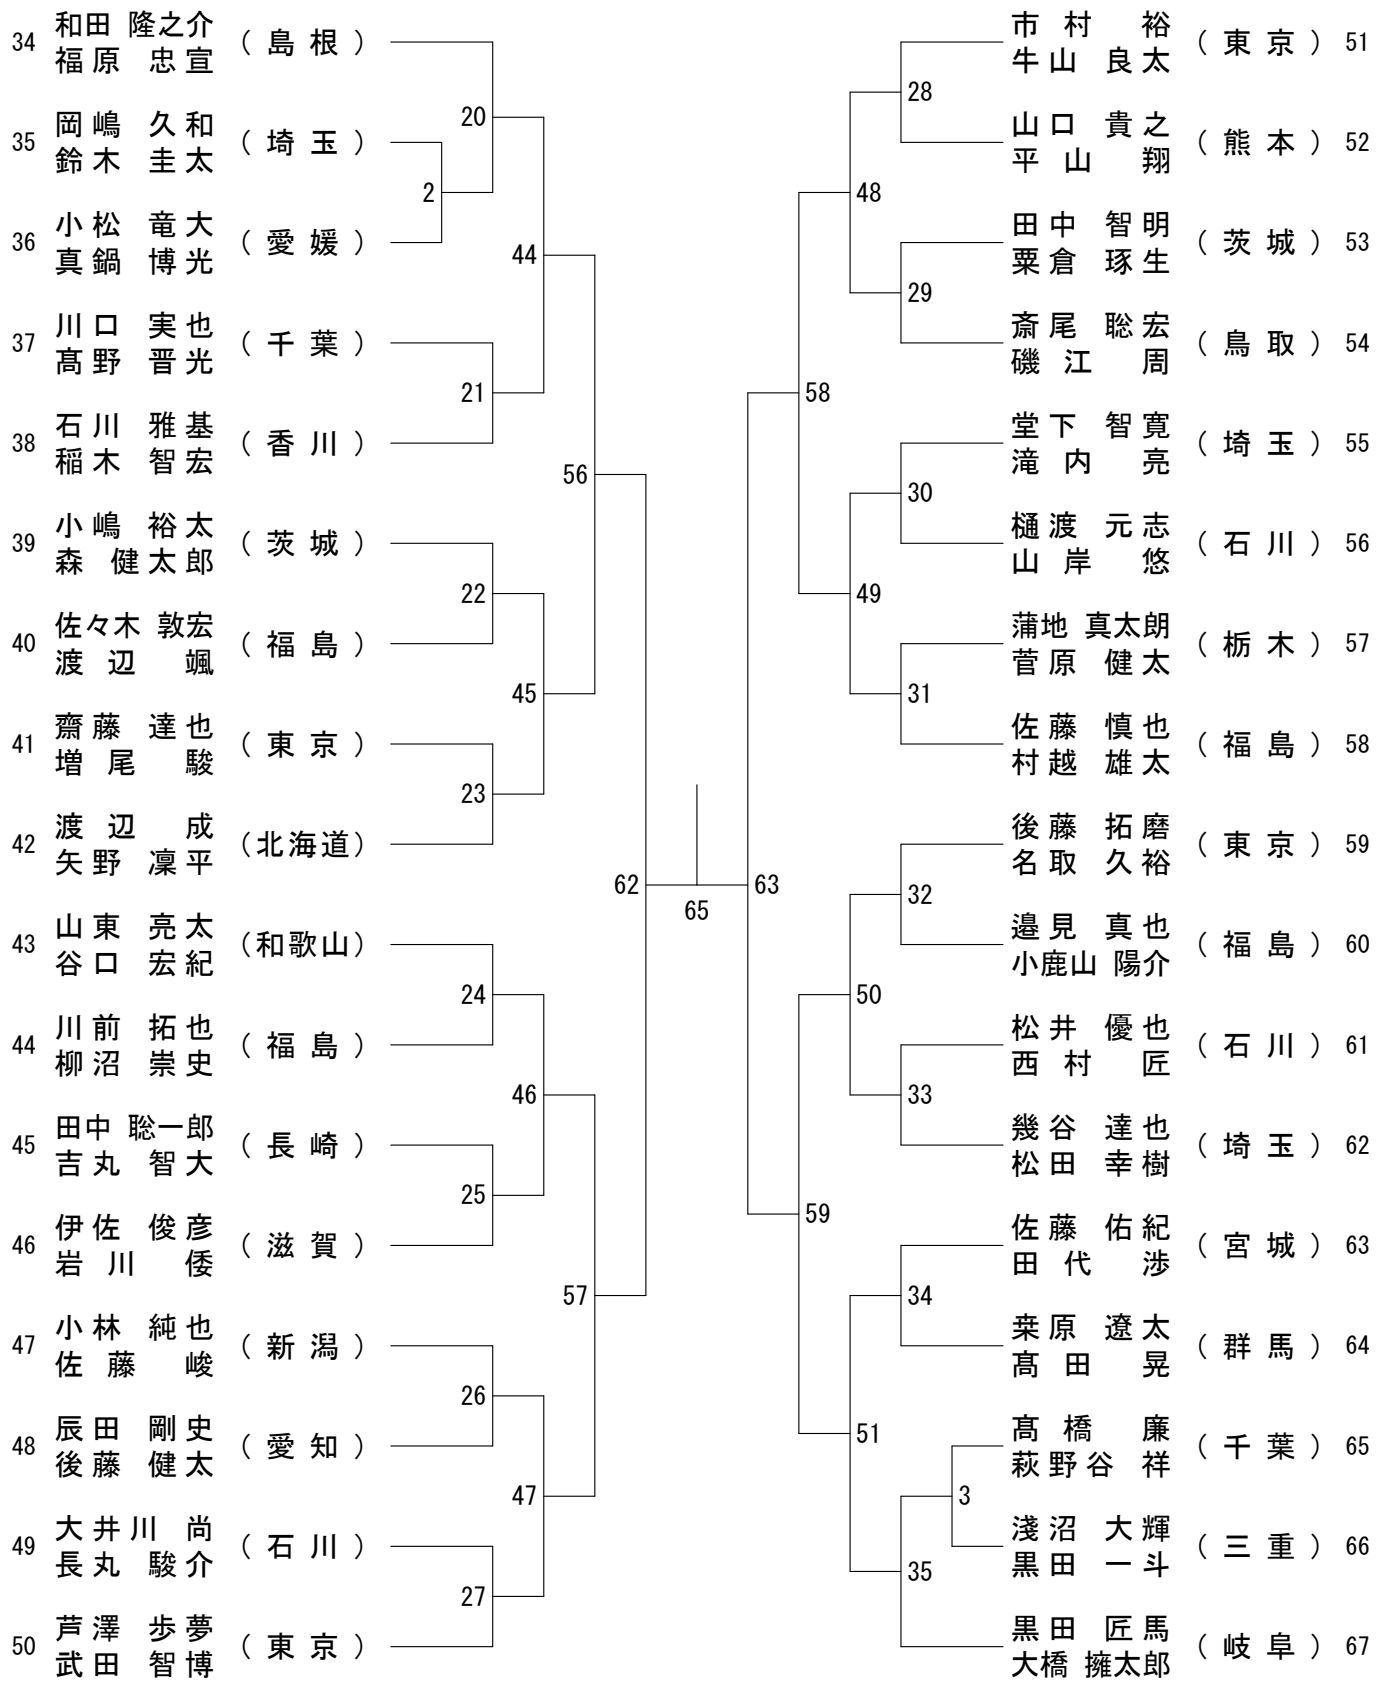 34 和田 隆之介 (島根)
福原 忠宣
20
35 岡嶋 久和 (埼玉)
鈴木 圭太
2
36 小松 竜大 (愛媛)
真鍋 博光
44
37 川口 実也 (千葉)
髙野 晋光
21
38 石川 雅基 (香川)
稲木 智宏
56
39 小嶋 裕太 (茨城)
森 健太郎
22
40 佐々木 敦宏 (福島)
渡辺 颯
45
41 齋藤 達也 (東京)
増尾 駿
23
42 渡辺 成 (北海道)
矢野 凜平
62
43 山東 亮太 (和歌山)
谷口 宏紀
24
44 川前 拓也 (福島)
柳沼 崇史
46
45 田中 聡一郎 (長崎)
吉丸 智大
25
46 伊佐 俊彦 (滋賀)
岩川 倭
57
47 小林 純也 (新潟)
佐藤 峻
26
48 辰田 剛史 (愛知)
後藤 健太
47
49 大井川 尚 (石川)
長丸 駿介
27
50 芦澤 歩夢 (東京)
武田 智博
65
市村 裕 (東京) 51
牛山 良太
28
山口 貴之 (熊本) 52
平山 翔
48
田中 智明 (茨城) 53
粟倉 琢生
29
斎尾 聡宏 (鳥取) 54
磯江 周
58
堂下 智寛 (埼玉) 55
滝内 亮
30
樋渡 元志 (石川) 56
山岸 悠
49
蒲地 真太朗 (栃木) 57
菅原 健太
31
佐藤 慎也 (福島) 58
村越 雄太
63
後藤 拓磨 (東京) 59
名取 久裕
32
邉見 真也 (福島) 60
小鹿山 陽介
50
松井 優也 (石川) 61
西村 匠
33
幾谷 達也 (埼玉) 62
松田 幸樹
59
佐藤 佑紀 (宮城) 63
田代 渉
34
桒原 遼太 (群馬) 64
髙田 晃
51
髙橋 廉 (千葉) 65
萩野谷 祥
3
淺沼 大輝 (三重) 66
黒田 一斗
35
黒田 匠馬 (岐阜) 67
大橋 擁太郎